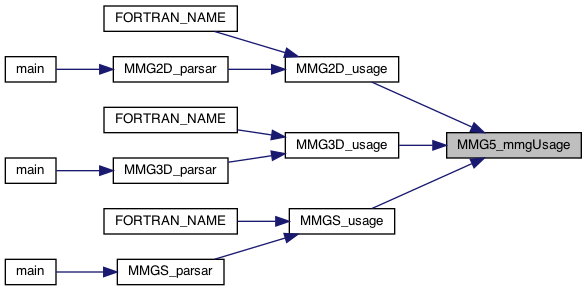 FORTRAN_NAME
main
MMG2D_parsar
MMG2D_usage
FORTRAN_NAME
MMG3D_usage
MMG5_mmgUsage
main
MMG3D_parsar
FORTRAN_NAME
MMGS_usage
main
MMGS_parsar